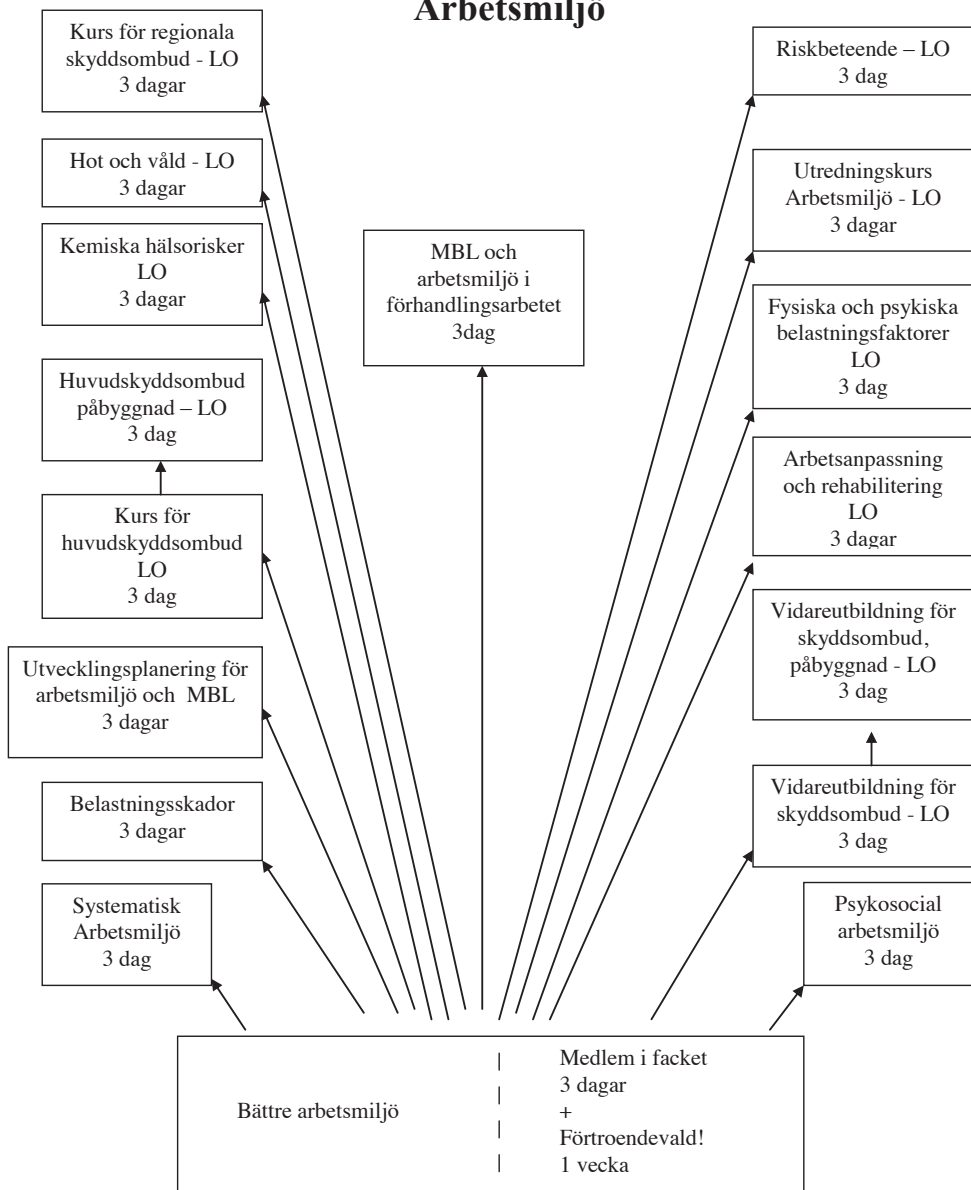 Arbetsmiljö
Kurs för regionala
skyddsombud - LO
3 dagar
Hot och våld - LO
3 dagar
Kemiska hälsorisker
LO
3 dagar
Huvudskyddsombud
påbyggnad – LO
3 dag
Kurs för
huvudskyddsombud
LO
3 dag
Utvecklingsplanering för
arbetsmiljö och MBL
3 dagar
Belastningsskador
3 dagar
Systematisk
Arbetsmiljö
3 dag
MBL och
arbetsmiljö i
förhandlingsarbetet
3dag
Riskbeteende – LO
3 dag
Utredningskurs
Arbetsmiljö - LO
3 dagar
Fysiska och psykiska
belastningsfaktorer
LO
3 dag
Arbetsanpassning
och rehabilitering
LO
3 dagar
Vidareutbildning för
skyddsombud,
påbyggnad - LO
3 dag
Vidareutbildning för
skyddsombud - LO
3 dag
Psykosocial
arbetsmiljö
3 dag
Bättre arbetsmiljö
Medlem i facket
3 dagar
+
Förtroendevald!
1 vecka